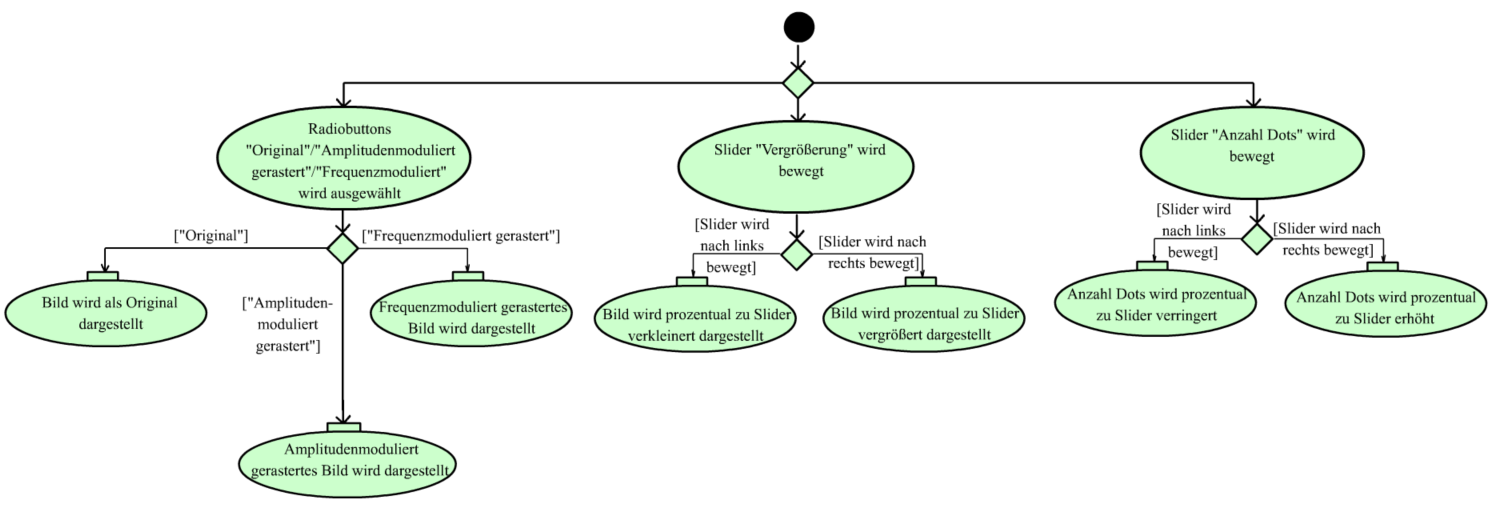 Radiobuttons
"Original"/"Amplitudenmoduliert
gerastert"/"Frequenzmoduliert"
wird ausgewählt
["Original"]
["Frequenzmoduliert gerastert"]
["Amplituden-
moduliert
gerastert"]
Bild wird als Original
dargestellt
Frequenzmoduliert gerastertes
Bild wird dargestellt
Amplitudenmoduliert
gerastertes Bild wird dargestellt
Slider "Vergrößerung" wird
bewegt
[Slider wird
nach links
bewegt]
[Slider wird nach
rechts bewegt]
Bild wird prozentual zu Slider
verkleinert dargestellt
Bild wird prozentual zu Slider
vergrößert dargestellt
Slider "Anzahl Dots" wird
bewegt
[Slider wird
nach links
bewegt]
[Slider wird nach
rechts bewegt]
Anzahl Dots wird prozentual
zu Slider verringert
Anzahl Dots wird prozentual
zu Slider erhöht